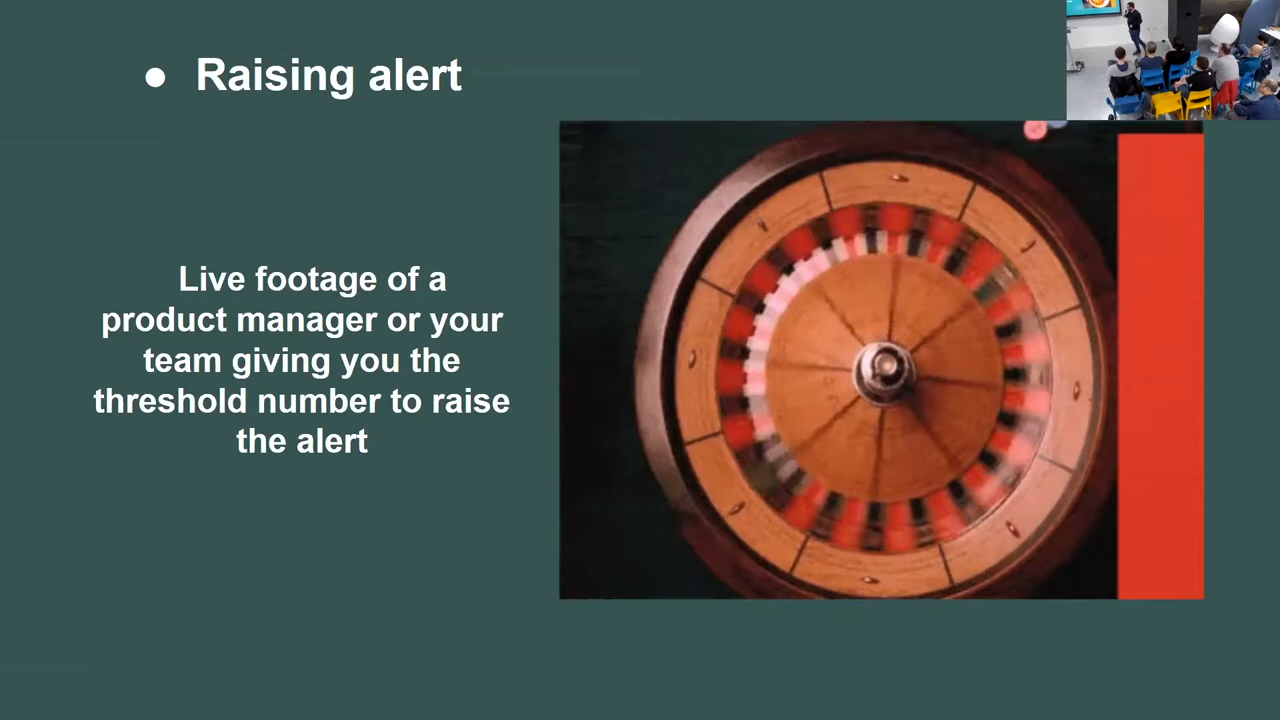 Raising alert
Live footage of a
product manager or your
team giving you the
threshold number to raise
the alert